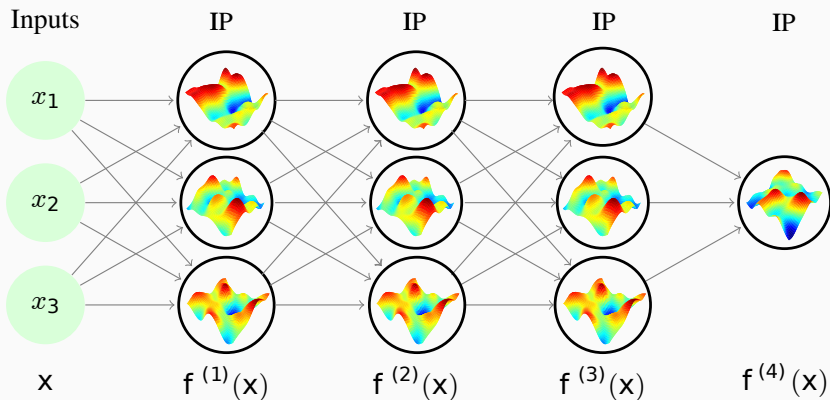 Inputs IP IP IP IP
x1
x2
x3
x f (1)(x) f (2)(x) f (3)(x) f (4)(x)